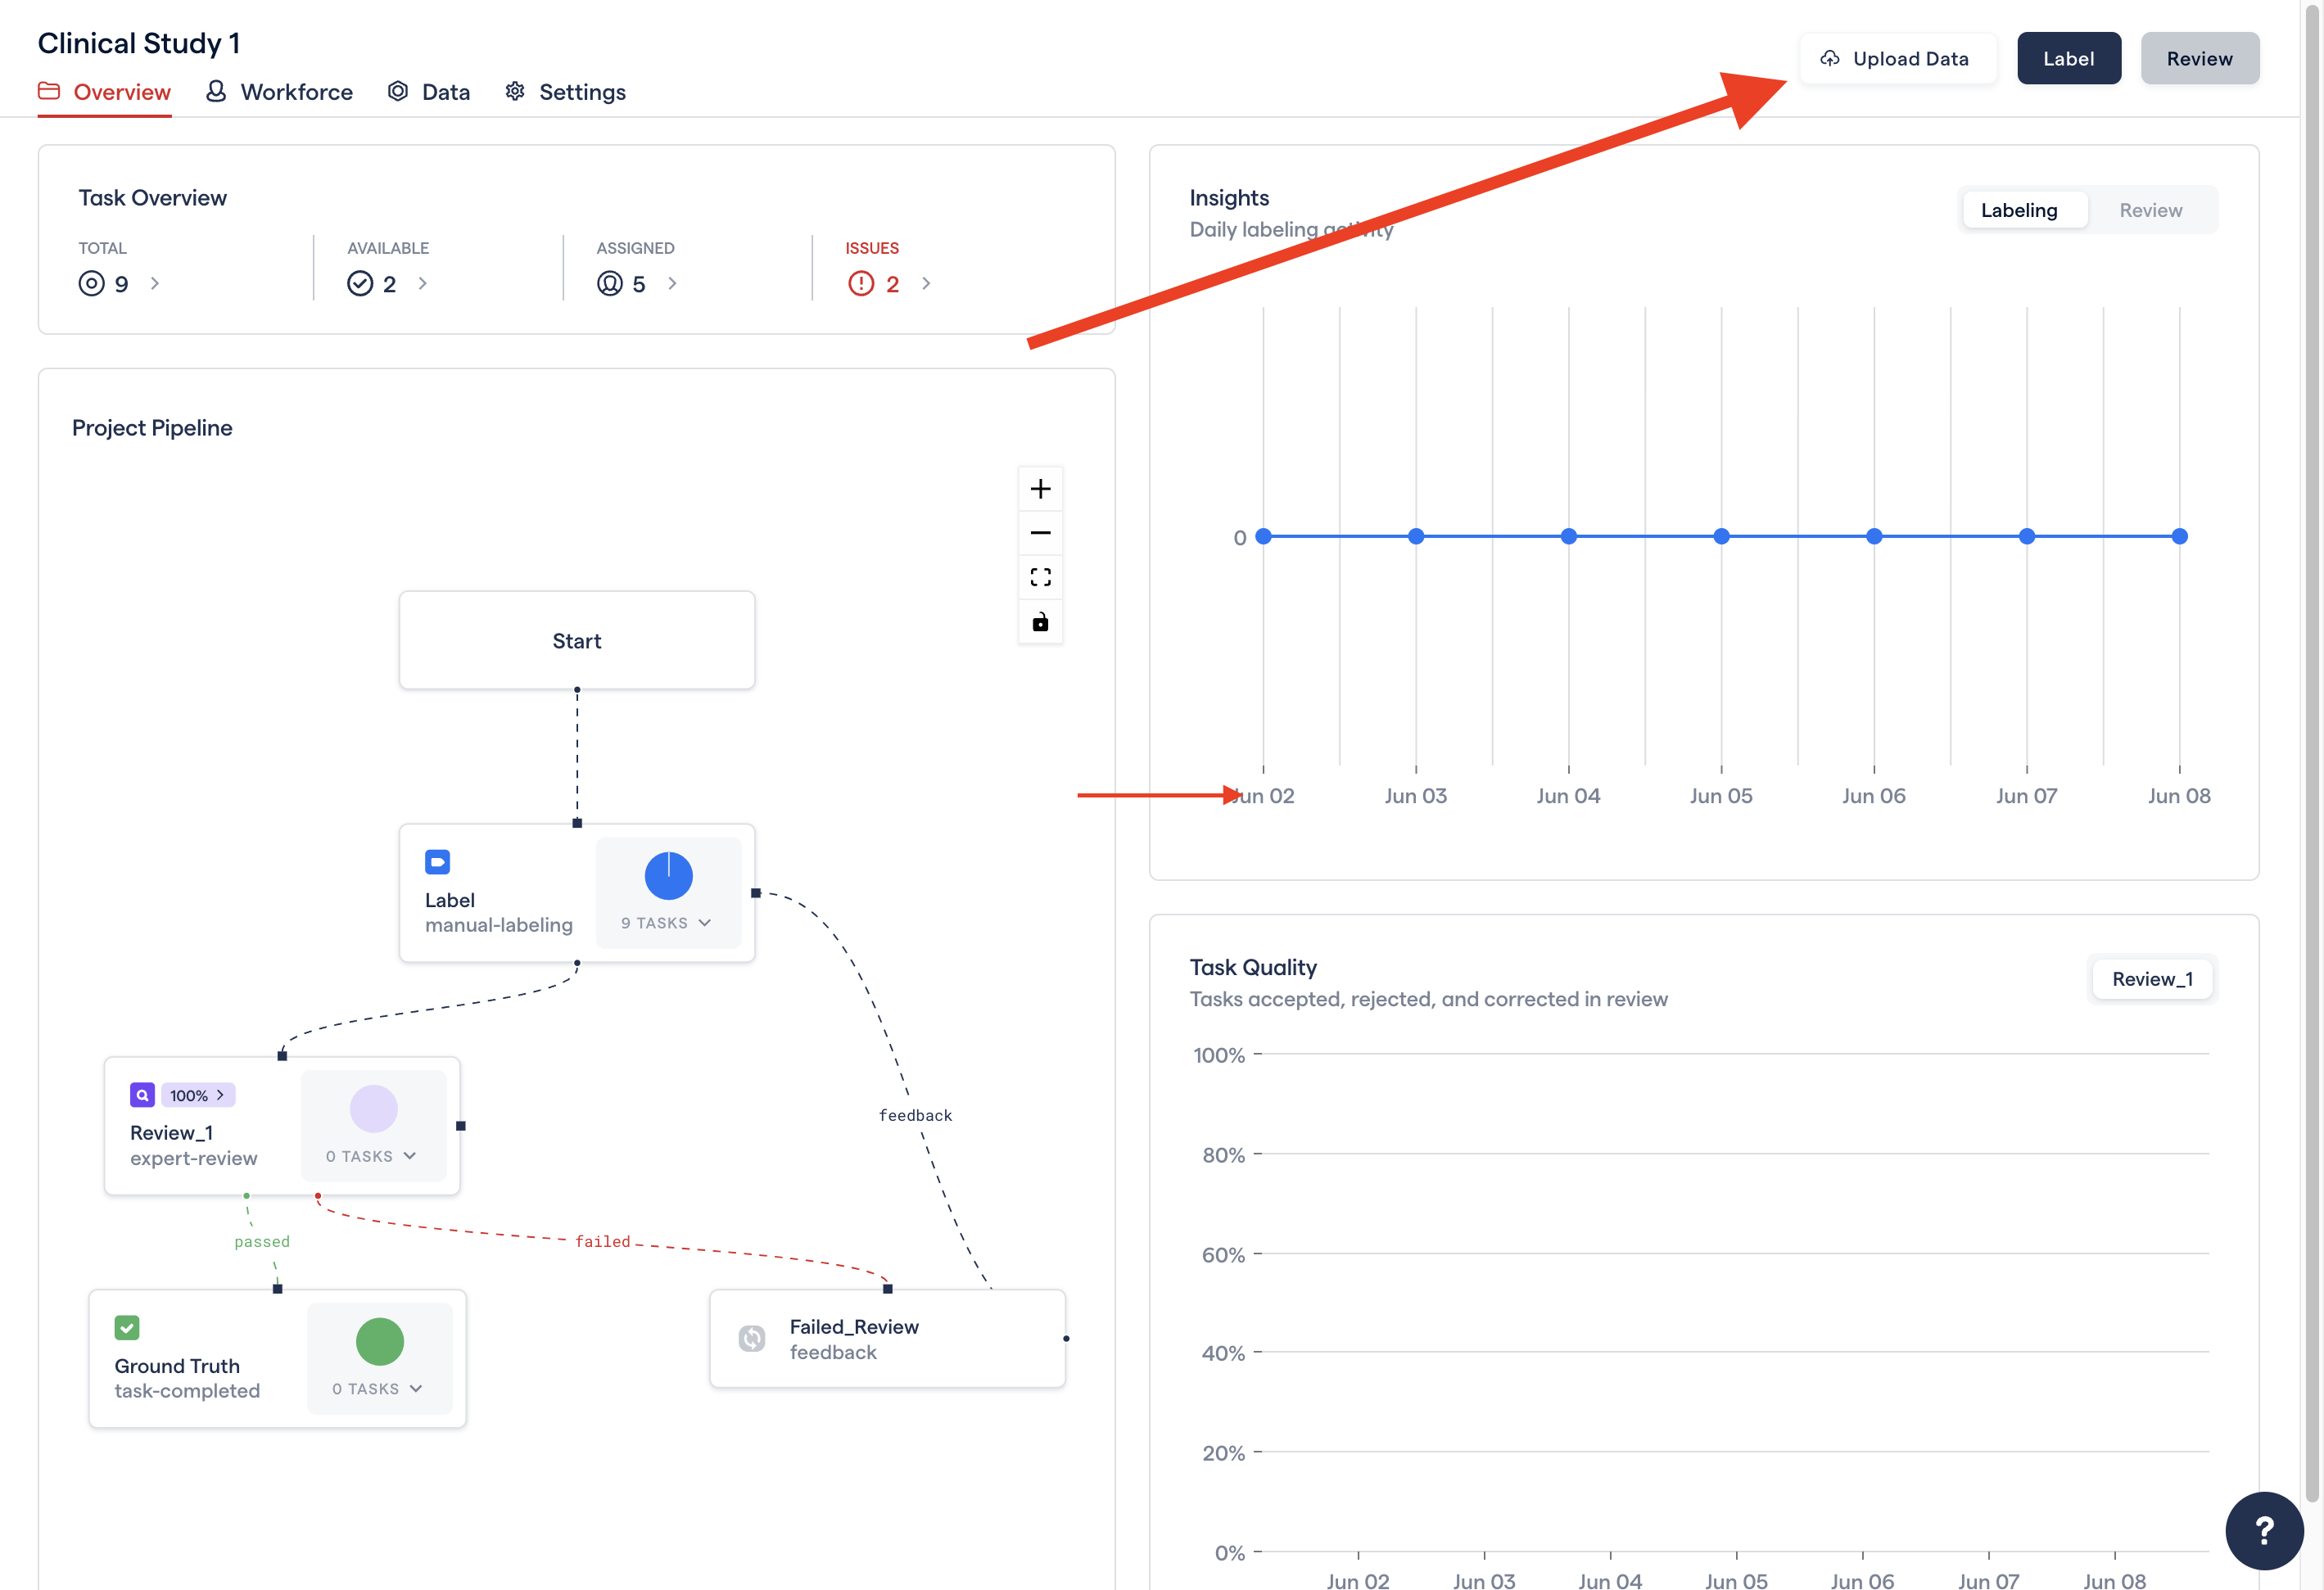 Clinical Study 1
Upload Data
Label
Review
Overview
Workforce
Data
Settings
Task Overview
TOTAL
9
AVAILABLE
2
ASSIGNED
5
ISSUES
2
Project Pipeline
Start
Label
manual-labeling
9 TASKS
feedback
100%
Review_1
expert-review
0 TASKS
passed
failed
Ground Truth
task-completed
0 TASKS
Failed_Review
feedback
Insights
Daily labeling activity
Labeling
Review
0
Jun 02
Jun 03
Jun 04
Jun 05
Jun 06
Jun 07
Jun 08
Task Quality
Tasks accepted, rejected, and corrected in review
Review_1
100%
80%
60%
40%
20%
0%
Jun 02
Jun 03
Jun 04
Jun 05
Jun 06
Jun 07
Jun 08
?